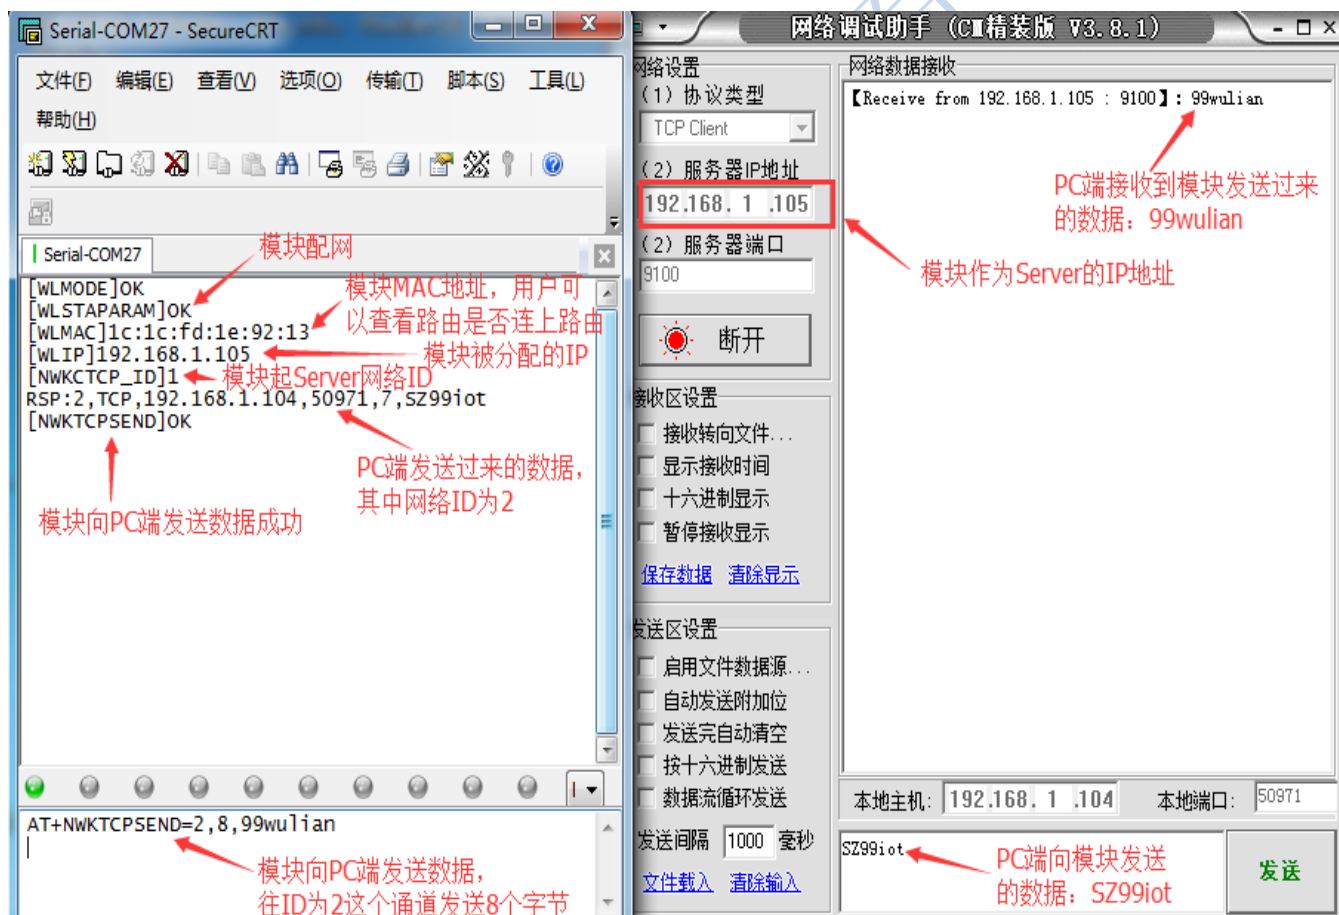 Serial-COM27 - SecureCRT
文件(F) 编辑(E) 查看(V) 选项(O) 传输(T) 脚本(S) 工具(L)
帮助(H)
Serial-COM27
模块配网
[WLMODE]OK
[WLSTAPARAM]OK
[WLMAC]1c:1c:fd:1e:92:13
[WLIP]192.168.1.105
[NWKCTCP_ID]1
RSP:2,TCP,192.168.1.104,50971,7,SZ99iot
[NWKTCPSEND]OK
模块MAC地址，用户可
以查看路由是否连上路由
模块被分配的IP
模块起Server网络ID
PC端发送过来的数据，
其中网络ID为2
模块向PC端发送数据成功
AT+NWKTCPSEND=2,8,99wulian
模块向PC端发送数据，
往ID为2这个通道发送8个字节
网络调试助手 (CM精装版 V3.8.1)
网络设置
(1) 协议类型
TCP Client
(2) 服务器IP地址
192.168. 1 .105
(2) 服务器端口
9100
断开
接收区设置
接收转向文件...
显示接收时间
十六进制显示
暂停接收显示
保存数据 清除显示
发送区设置
启用文件数据源...
自动发送附加位
发送完自动清空
按十六进制发送
数据流循环发送
发送间隔 1000 毫秒
文件载入 清除输入
网络数据接收
【Receive from 192.168.1.105 : 9100】: 99wulian
PC端接收到模块发送过来
的数据：99wulian
模块作为Server的IP地址
本地主机: 192.168. 1 .104 本地端口: 50971
SZ99iot
PC端向模块发送
的数据：SZ99iot
发送